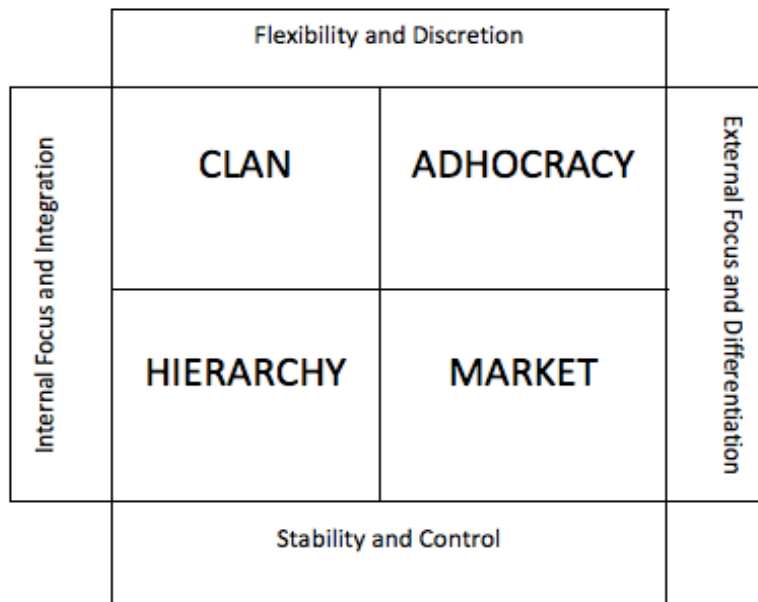 Flexibility and Discretion
Internal Focus and Integration
CLAN
ADHOCRACY
External Focus and Differentiation
HIERARCHY
MARKET
Stability and Control